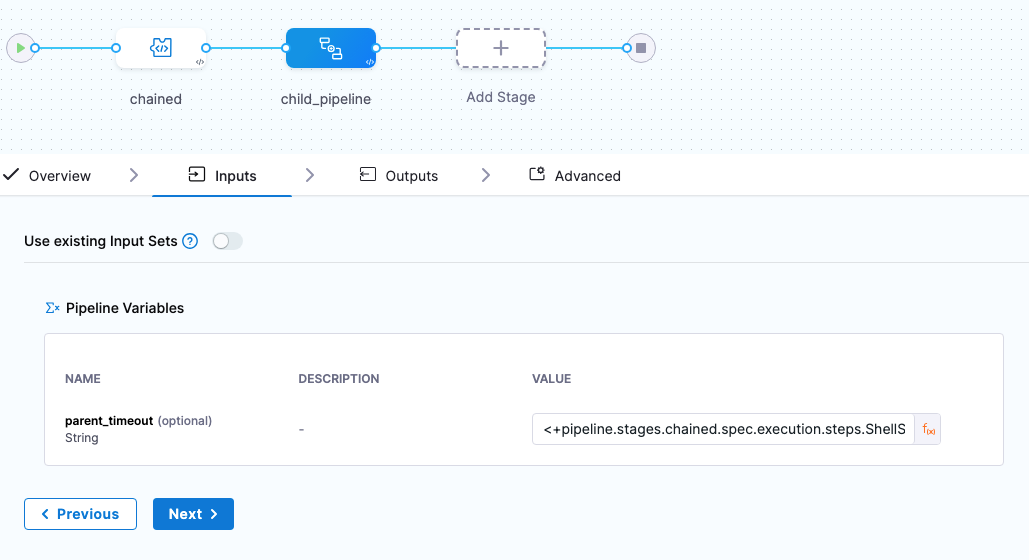 chained
child_pipeline
Add Stage
Overview
Inputs
Outputs
Advanced
Use existing Input Sets ?
Pipeline Variables
NAME DESCRIPTION VALUE
parent_timeout (optional)
String
-
<+pipeline.stages.chained.spec.execution.steps.ShellS
f(x)
Previous
Next